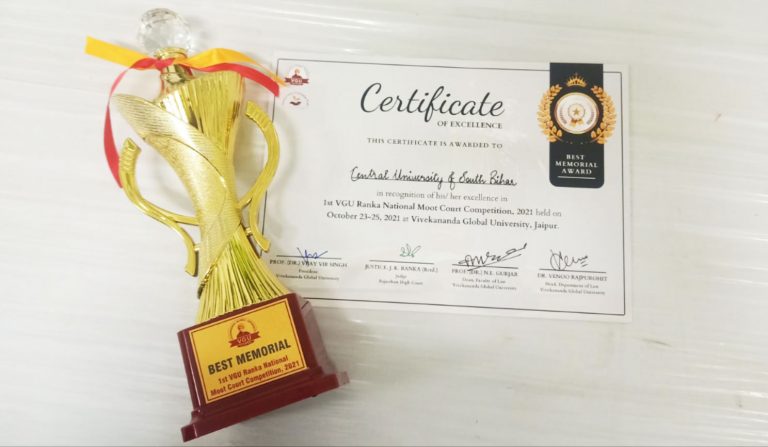 VGU
Certificate
OF EXCELLENCE
THIS CERTIFICATE IS AWARDED TO
Central University of South Bihar
in recognition of his/ her excellence in
1st VGU Ranka National Moot Court Competition, 2021 held on
October 23-25, 2021 at Vivekananda Global University, Jaipur.
BEST
MEMORIAL
AWARD
PROF. (DR.) VIJAY VIR SINGH
President
Vivekananda Global University
JUSTICE J. R. RANKA (Retd.)
Judge
Rajasthan High Court
PROF. (DR.) N.L. GURJAR
Dean, Faculty of Law
Vivekananda Global University
DR. VENOO RAJPUROHIT
Head, Department of Law
Vivekananda Global University
VGU
BEST MEMORIAL
1st VGU Ranka National
Moot Court Competition, 2021